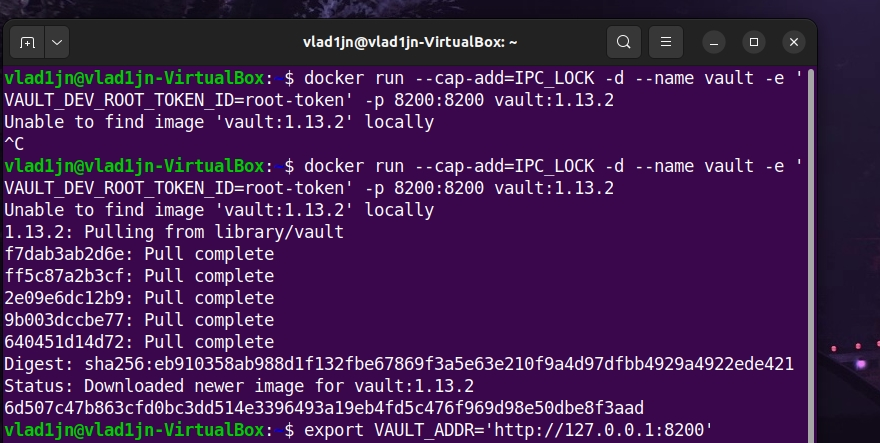 vlad1jn@vlad1jn-VirtualBox: ~
vlad1jn@vlad1jn-VirtualBox:~$ docker run --cap-add=IPC_LOCK -d --name vault -e '
VAULT_DEV_ROOT_TOKEN_ID=root-token' -p 8200:8200 vault:1.13.2
Unable to find image 'vault:1.13.2' locally
^C
vlad1jn@vlad1jn-VirtualBox:~$ docker run --cap-add=IPC_LOCK -d --name vault -e '
VAULT_DEV_ROOT_TOKEN_ID=root-token' -p 8200:8200 vault:1.13.2
Unable to find image 'vault:1.13.2' locally
1.13.2: Pulling from library/vault
f7dab3ab2d6e: Pull complete
ff5c87a2b3cf: Pull complete
2e09e6dc12b9: Pull complete
9b003dccbe77: Pull complete
640451d14d72: Pull complete
Digest: sha256:eb910358ab988d1f132fbe67869f3a5e63e210f9a4d97dfbb4929a4922ede421
Status: Downloaded newer image for vault:1.13.2
6d507c47b863cfd0bc3dd514e3396493a19eb4fd5c476f969d98e50dbe8f3aad
vlad1jn@vlad1jn-VirtualBox:~$ export VAULT_ADDR='http://127.0.0.1:8200'